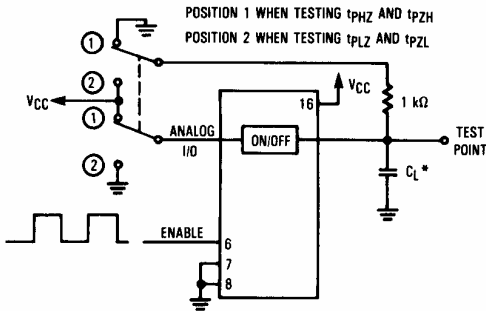 POSITION 1 WHEN TESTING tPHZ AND tPZH
POSITION 2 WHEN TESTING tPLZ AND tPZL
1
2
VCC
1
2
ANALOG
I/O
ON/OFF
16
VCC
1 kΩ
TEST
POINT
CL*
ENABLE
6
7
8